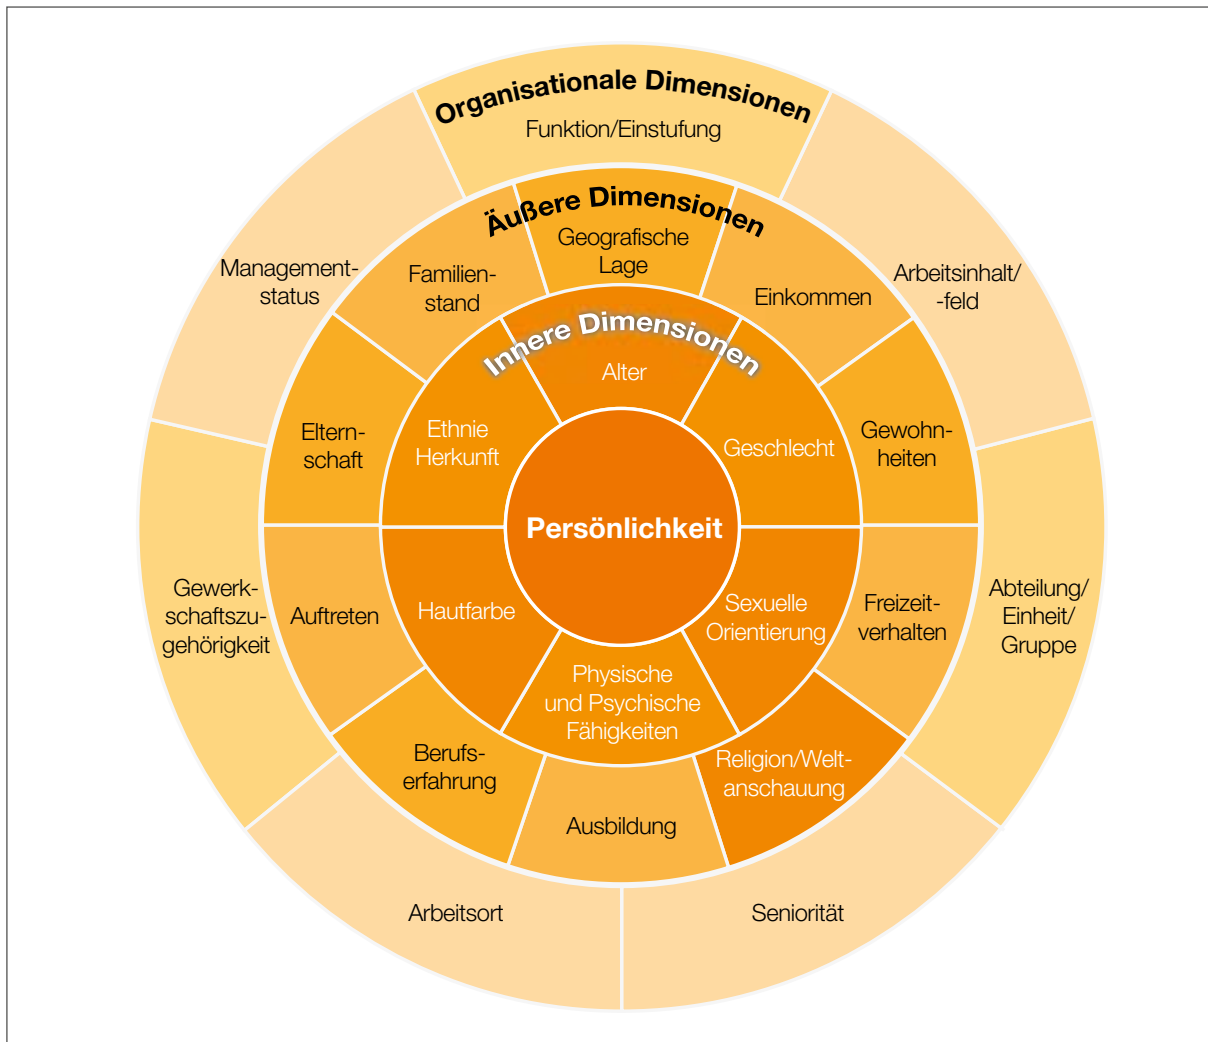 Organisationale Dimensionen
Funktion/Einstufung
Äußere Dimensionen
Geografische
Lage
Management-
status
Familien-
stand
Einkommen
Arbeitsinhalt/
-feld
Innere Dimensionen
Alter
Eltern-
schaft
Ethnie
Herkunft
Geschlecht
Gewohn-
heiten
Persönlichkeit
Gewerk-
schaftszu-
gehörigkeit
Auftreten
Hautfarbe
Sexuelle
Orientierung
Freizeit-
verhalten
Abteilung/
Einheit/
Gruppe
Physische
und Psychische
Fähigkeiten
Berufs-
erfahrung
Religion/Welt-
anschauung
Ausbildung
Arbeitsort
Seniorität